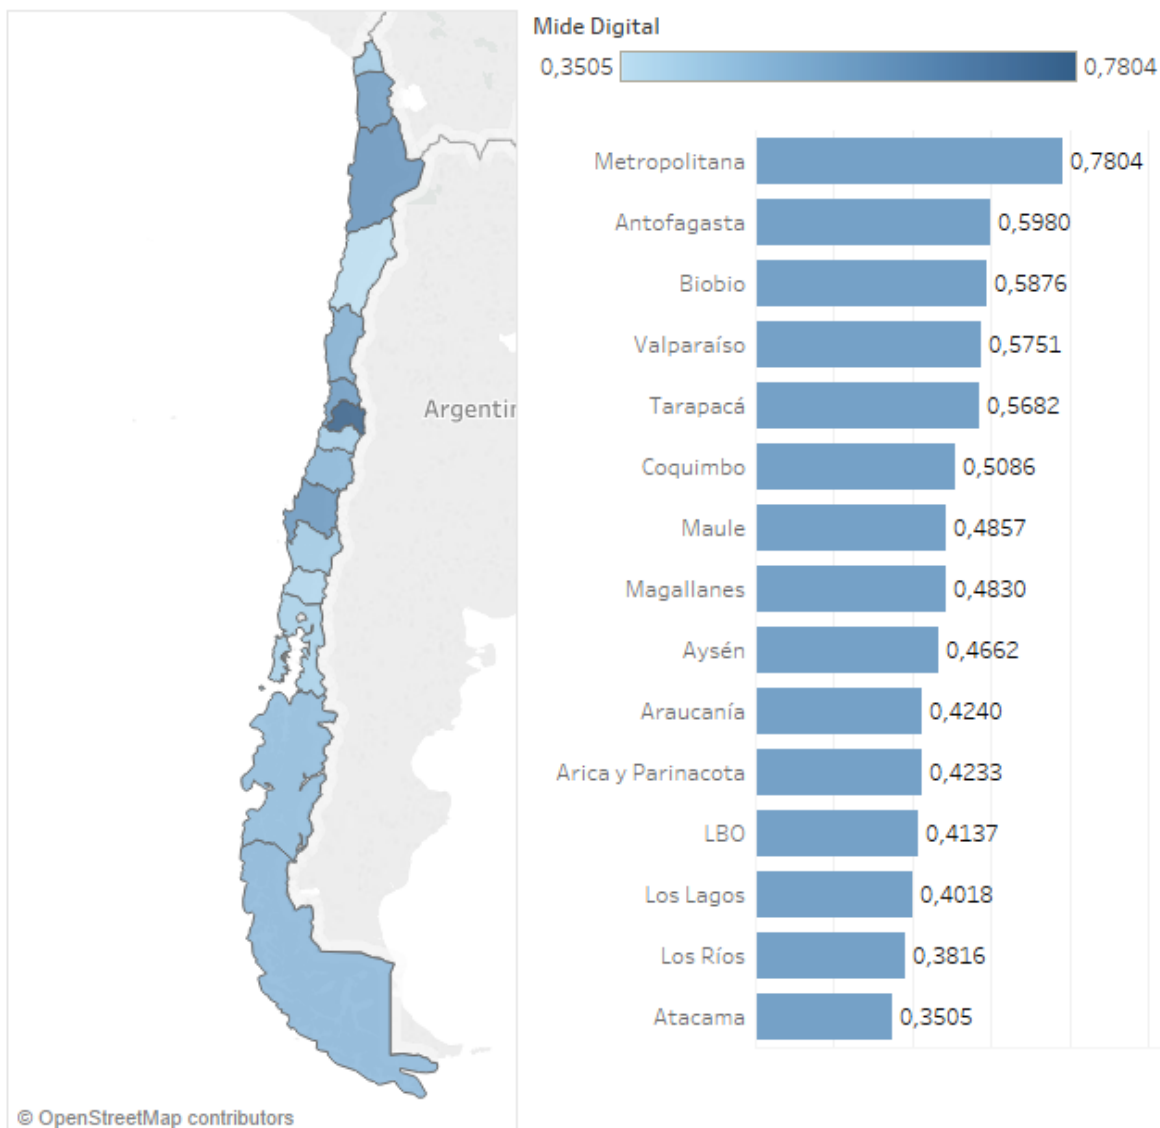 Mide Digital
0,3505 0,7804
Metropolitana 0,7804
Antofagasta 0,5980
Biobio 0,5876
Valparaíso 0,5751
Tarapacá 0,5682
Coquimbo 0,5086
Maule 0,4857
Magallanes 0,4830
Aysén 0,4662
Araucanía 0,4240
Arica y Parinacota 0,4233
LBO 0,4137
Los Lagos 0,4018
Los Ríos 0,3816
Atacama 0,3505
Argentin
© OpenStreetMap contributors